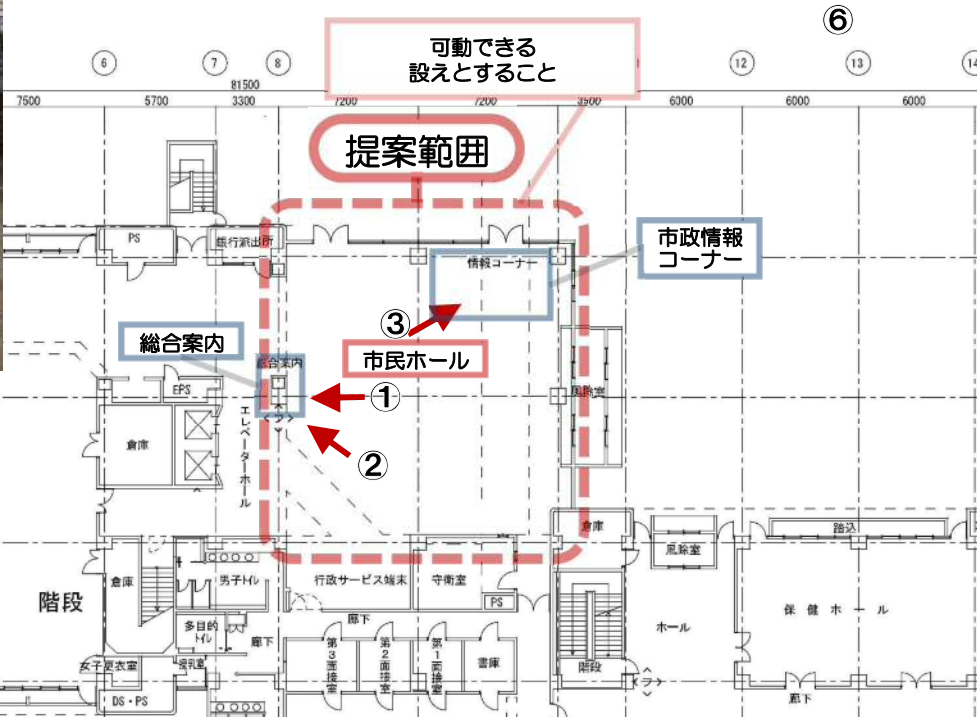 ⑥
可動できる
設えとすること
6
7
8
12
13
14
81500
7500
5700
3300
7200
7200
3900
6000
6000
6000
提案範囲
PS
銀行派出所
情報コーナー
市政情報
コーナー
③
総合案内
総合案内
市民ホール
EPS
①
風除室
倉庫
エレベーターホール
②
倉庫
踏込
風除室
倉庫
男子トイレ
行政サービス端末
守衛室
階段
PS
保健ホール
多目的
トイレ
廊下
廊下
ホール
第3面接室
第2面接室
第1面接室
書庫
女子更衣室
授乳室
階段
DS・PS
廊下